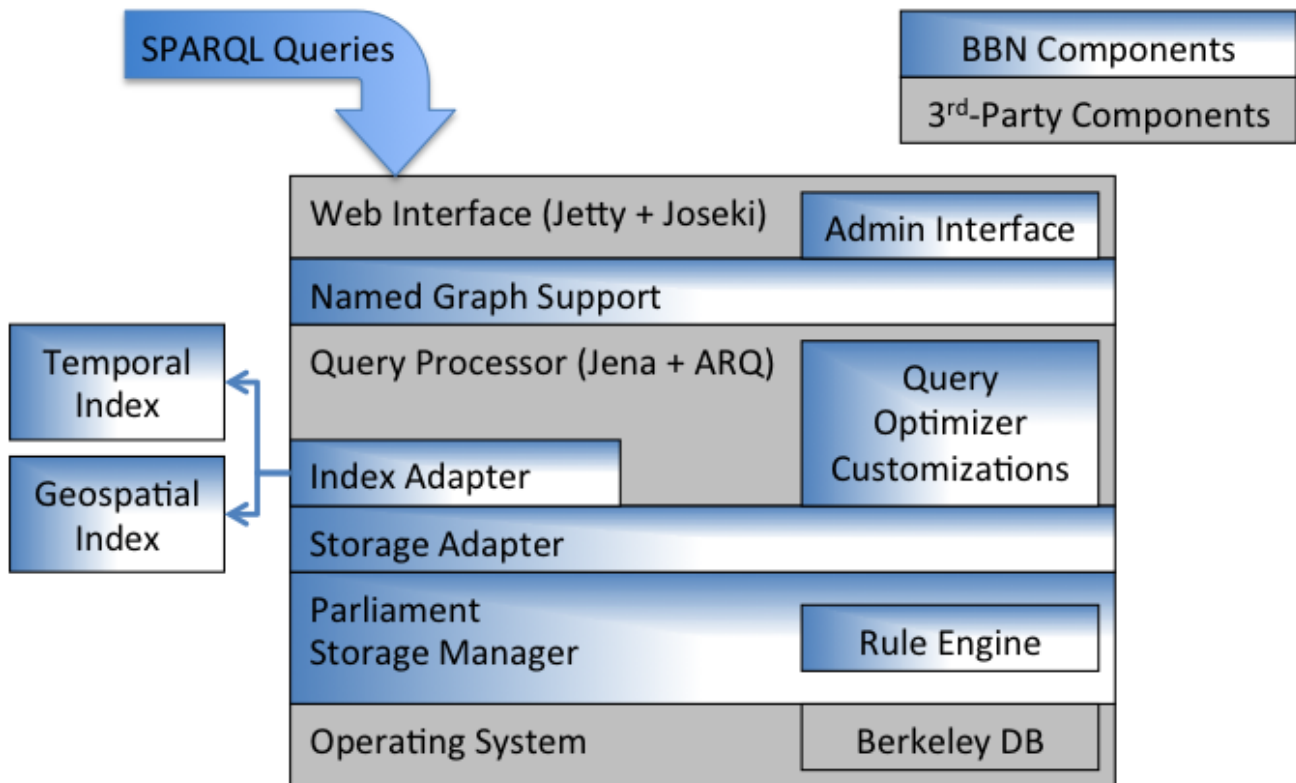 SPARQL Queries
BBN Components
3rd-Party Components
Web Interface (Jetty + Joseki)
Admin Interface
Named Graph Support
Temporal
Index
Query Processor (Jena + ARQ)
Query
Optimizer
Customizations
Index Adapter
Geospatial
Index
Storage Adapter
Parliament
Storage Manager
Rule Engine
Operating System
Berkeley DB